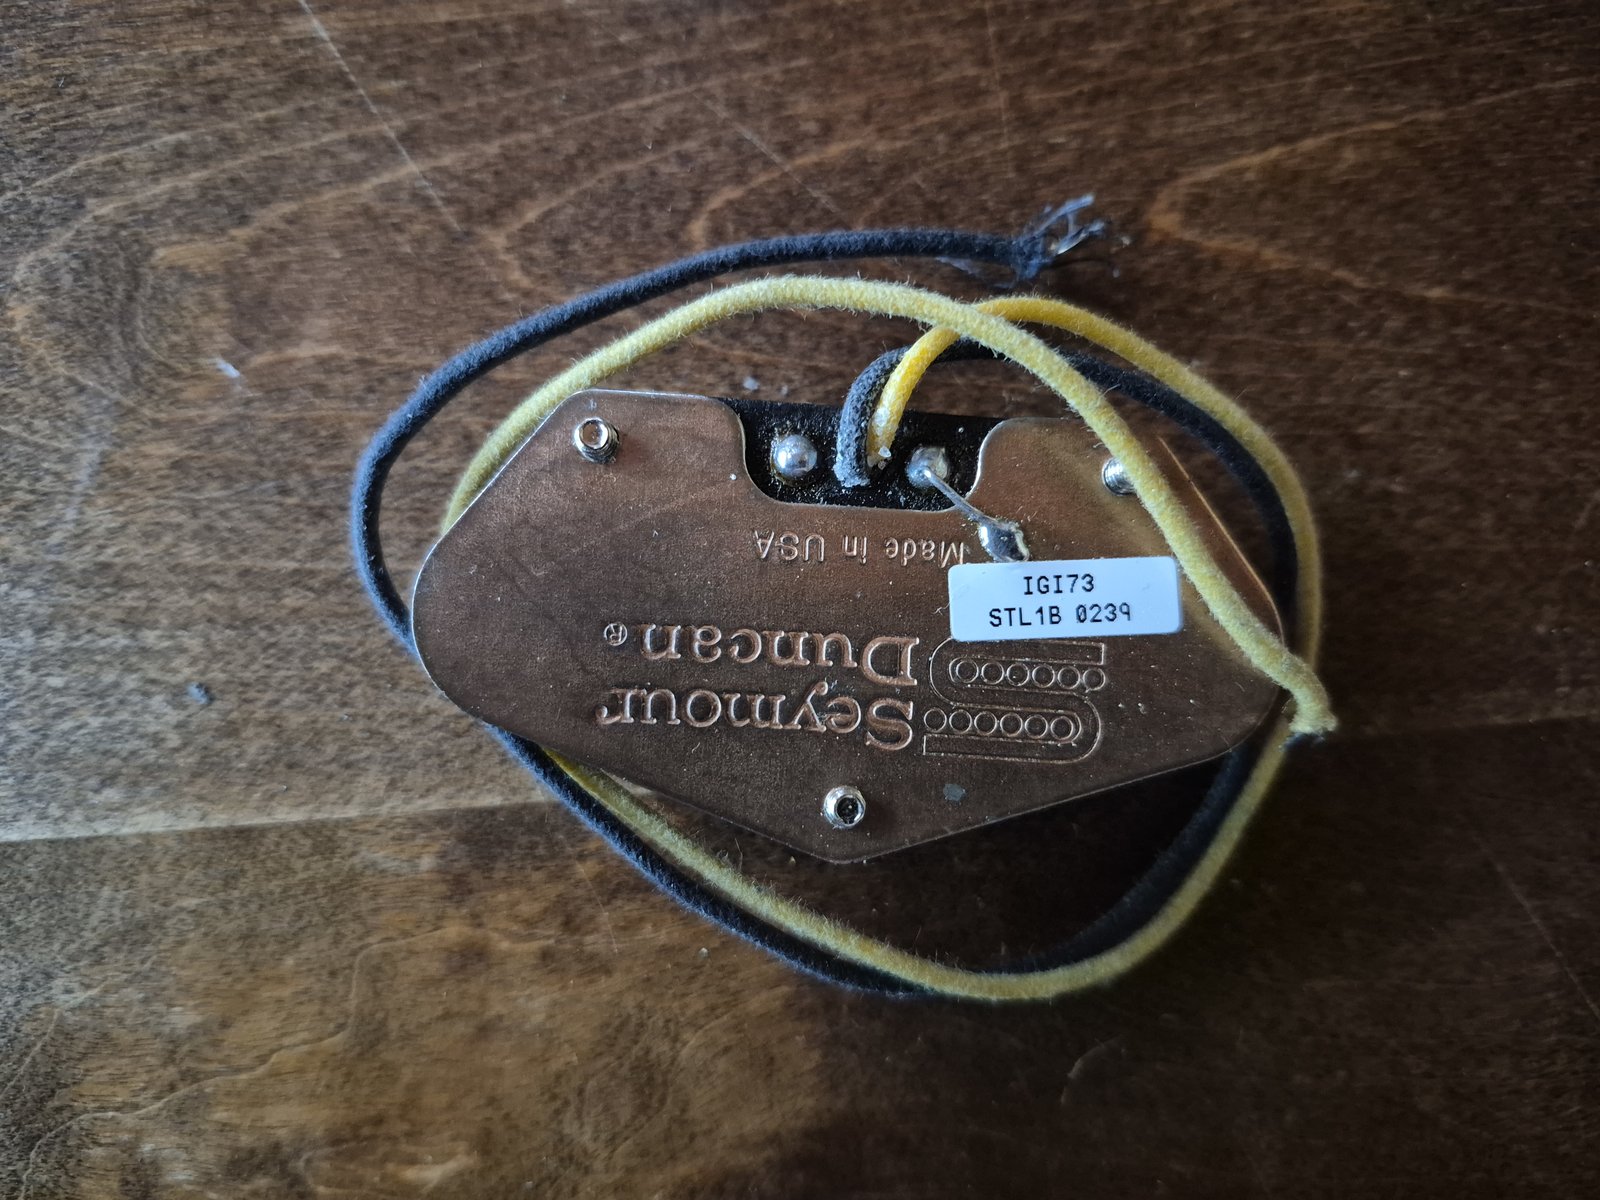 IGI73
STL1B 0239
Made in USA
Seymour
Duncan®